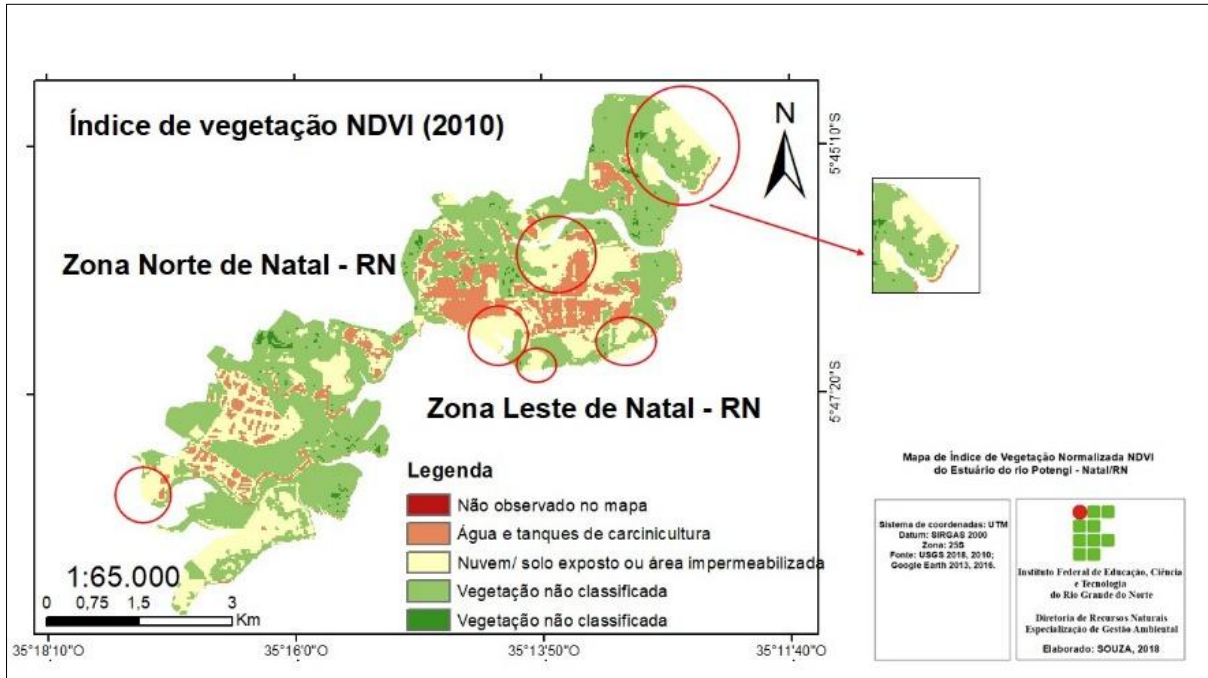 Índice de vegetação NDVI (2010)
N
Zona Norte de Natal - RN
Zona Leste de Natal - RN
5°45'10"S
5°47'20"S
Legenda
Não observado no mapa
Água e tanques de carcinicultura
Nuvem/ solo exposto ou área impermeabilizada
Vegetação não classificada
Vegetação não classificada
1:65.000
0 0,75 1,5 3
Km
35°18'10"O 35°16'0"O 35°13'50"O 35°11'40"O
Mapa de Índice de Vegetação Normalizada NDVI
do Estuário do rio Potengi - Natal/RN
Sistema de coordenadas: UTM
Datum: SIRGAS 2000
Zona: 25S
Fonte: USGS 2018, 2010;
Google Earth 2013, 2016.
Instituto Federal de Educação, Ciência
e Tecnologia
do Rio Grande do Norte
Diretoria de Recursos Naturais
Especialização de Gestão Ambiental
Elaborado: SOUZA, 2018